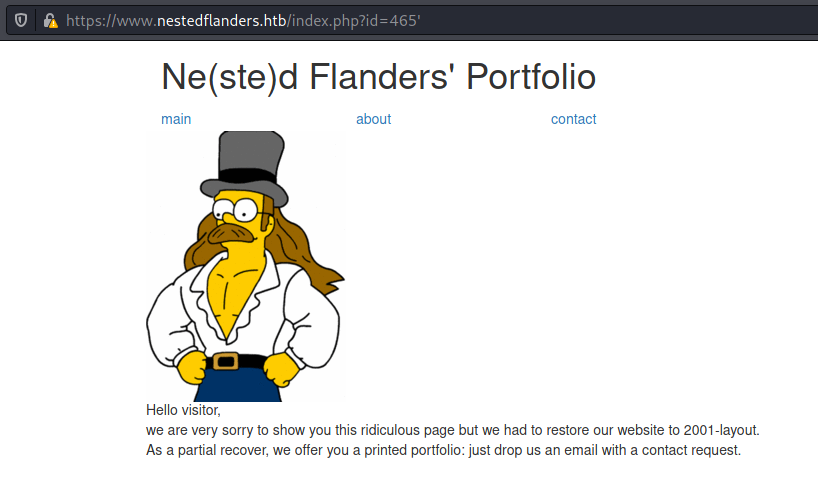 https://www.nestedflanders.htb/index.php?id=465'
Ne(ste)d Flanders' Portfolio
main about contact
Hello visitor,
we are very sorry to show you this ridiculous page but we had to restore our website to 2001-layout.
As a partial recover, we offer you a printed portfolio: just drop us an email with a contact request.